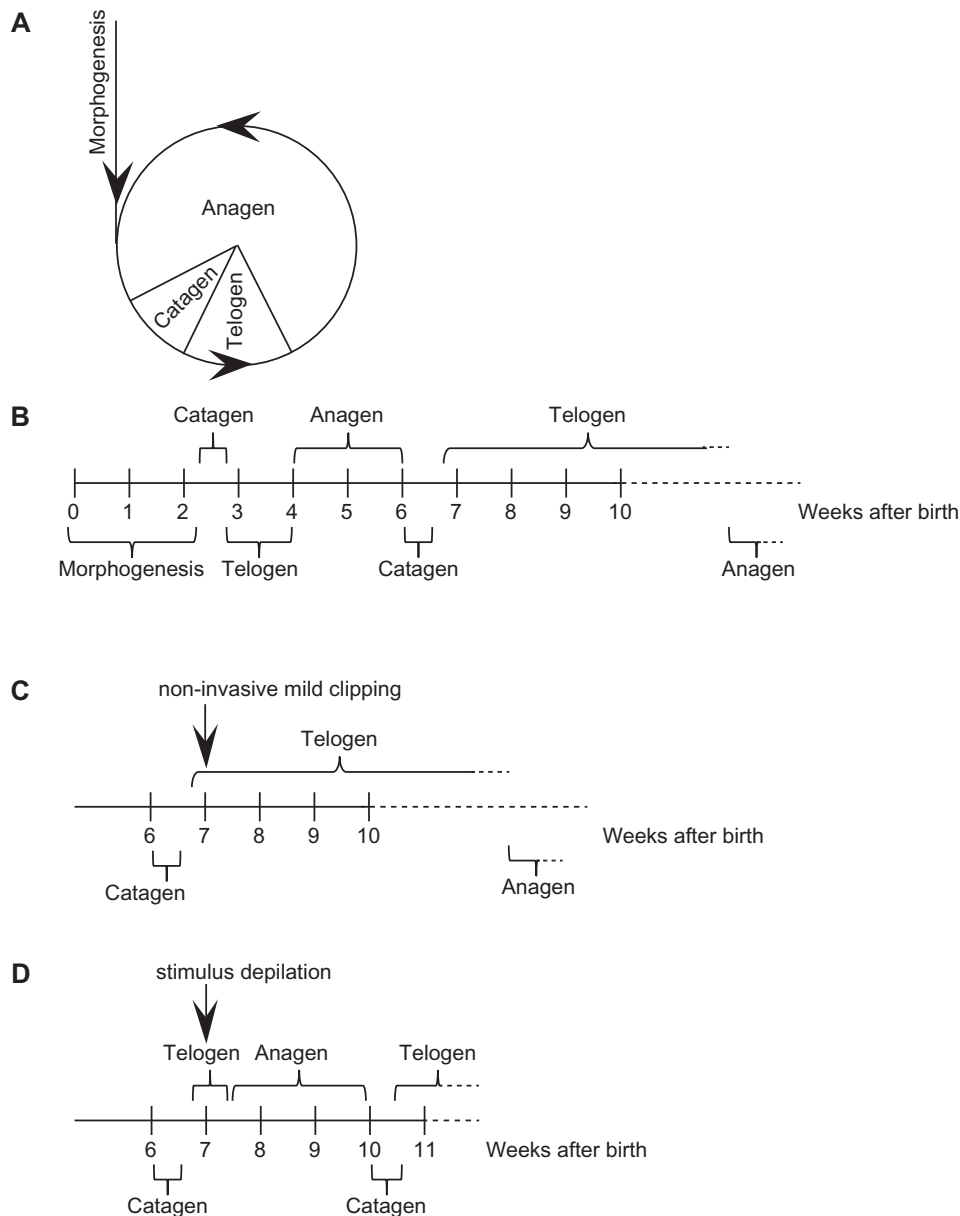 A
Morphogenesis
Anagen
Catagen
Telogen
B
Catagen Anagen Telogen
0 1 2 3 4 5 6 7 8 9 10 Weeks after birth
Morphogenesis Telogen Catagen Anagen
C
non-invasive mild clipping
Telogen
6 7 8 9 10 Weeks after birth
Catagen Anagen
D
stimulus depilation
Telogen Anagen Telogen
6 7 8 9 10 11 Weeks after birth
Catagen Catagen